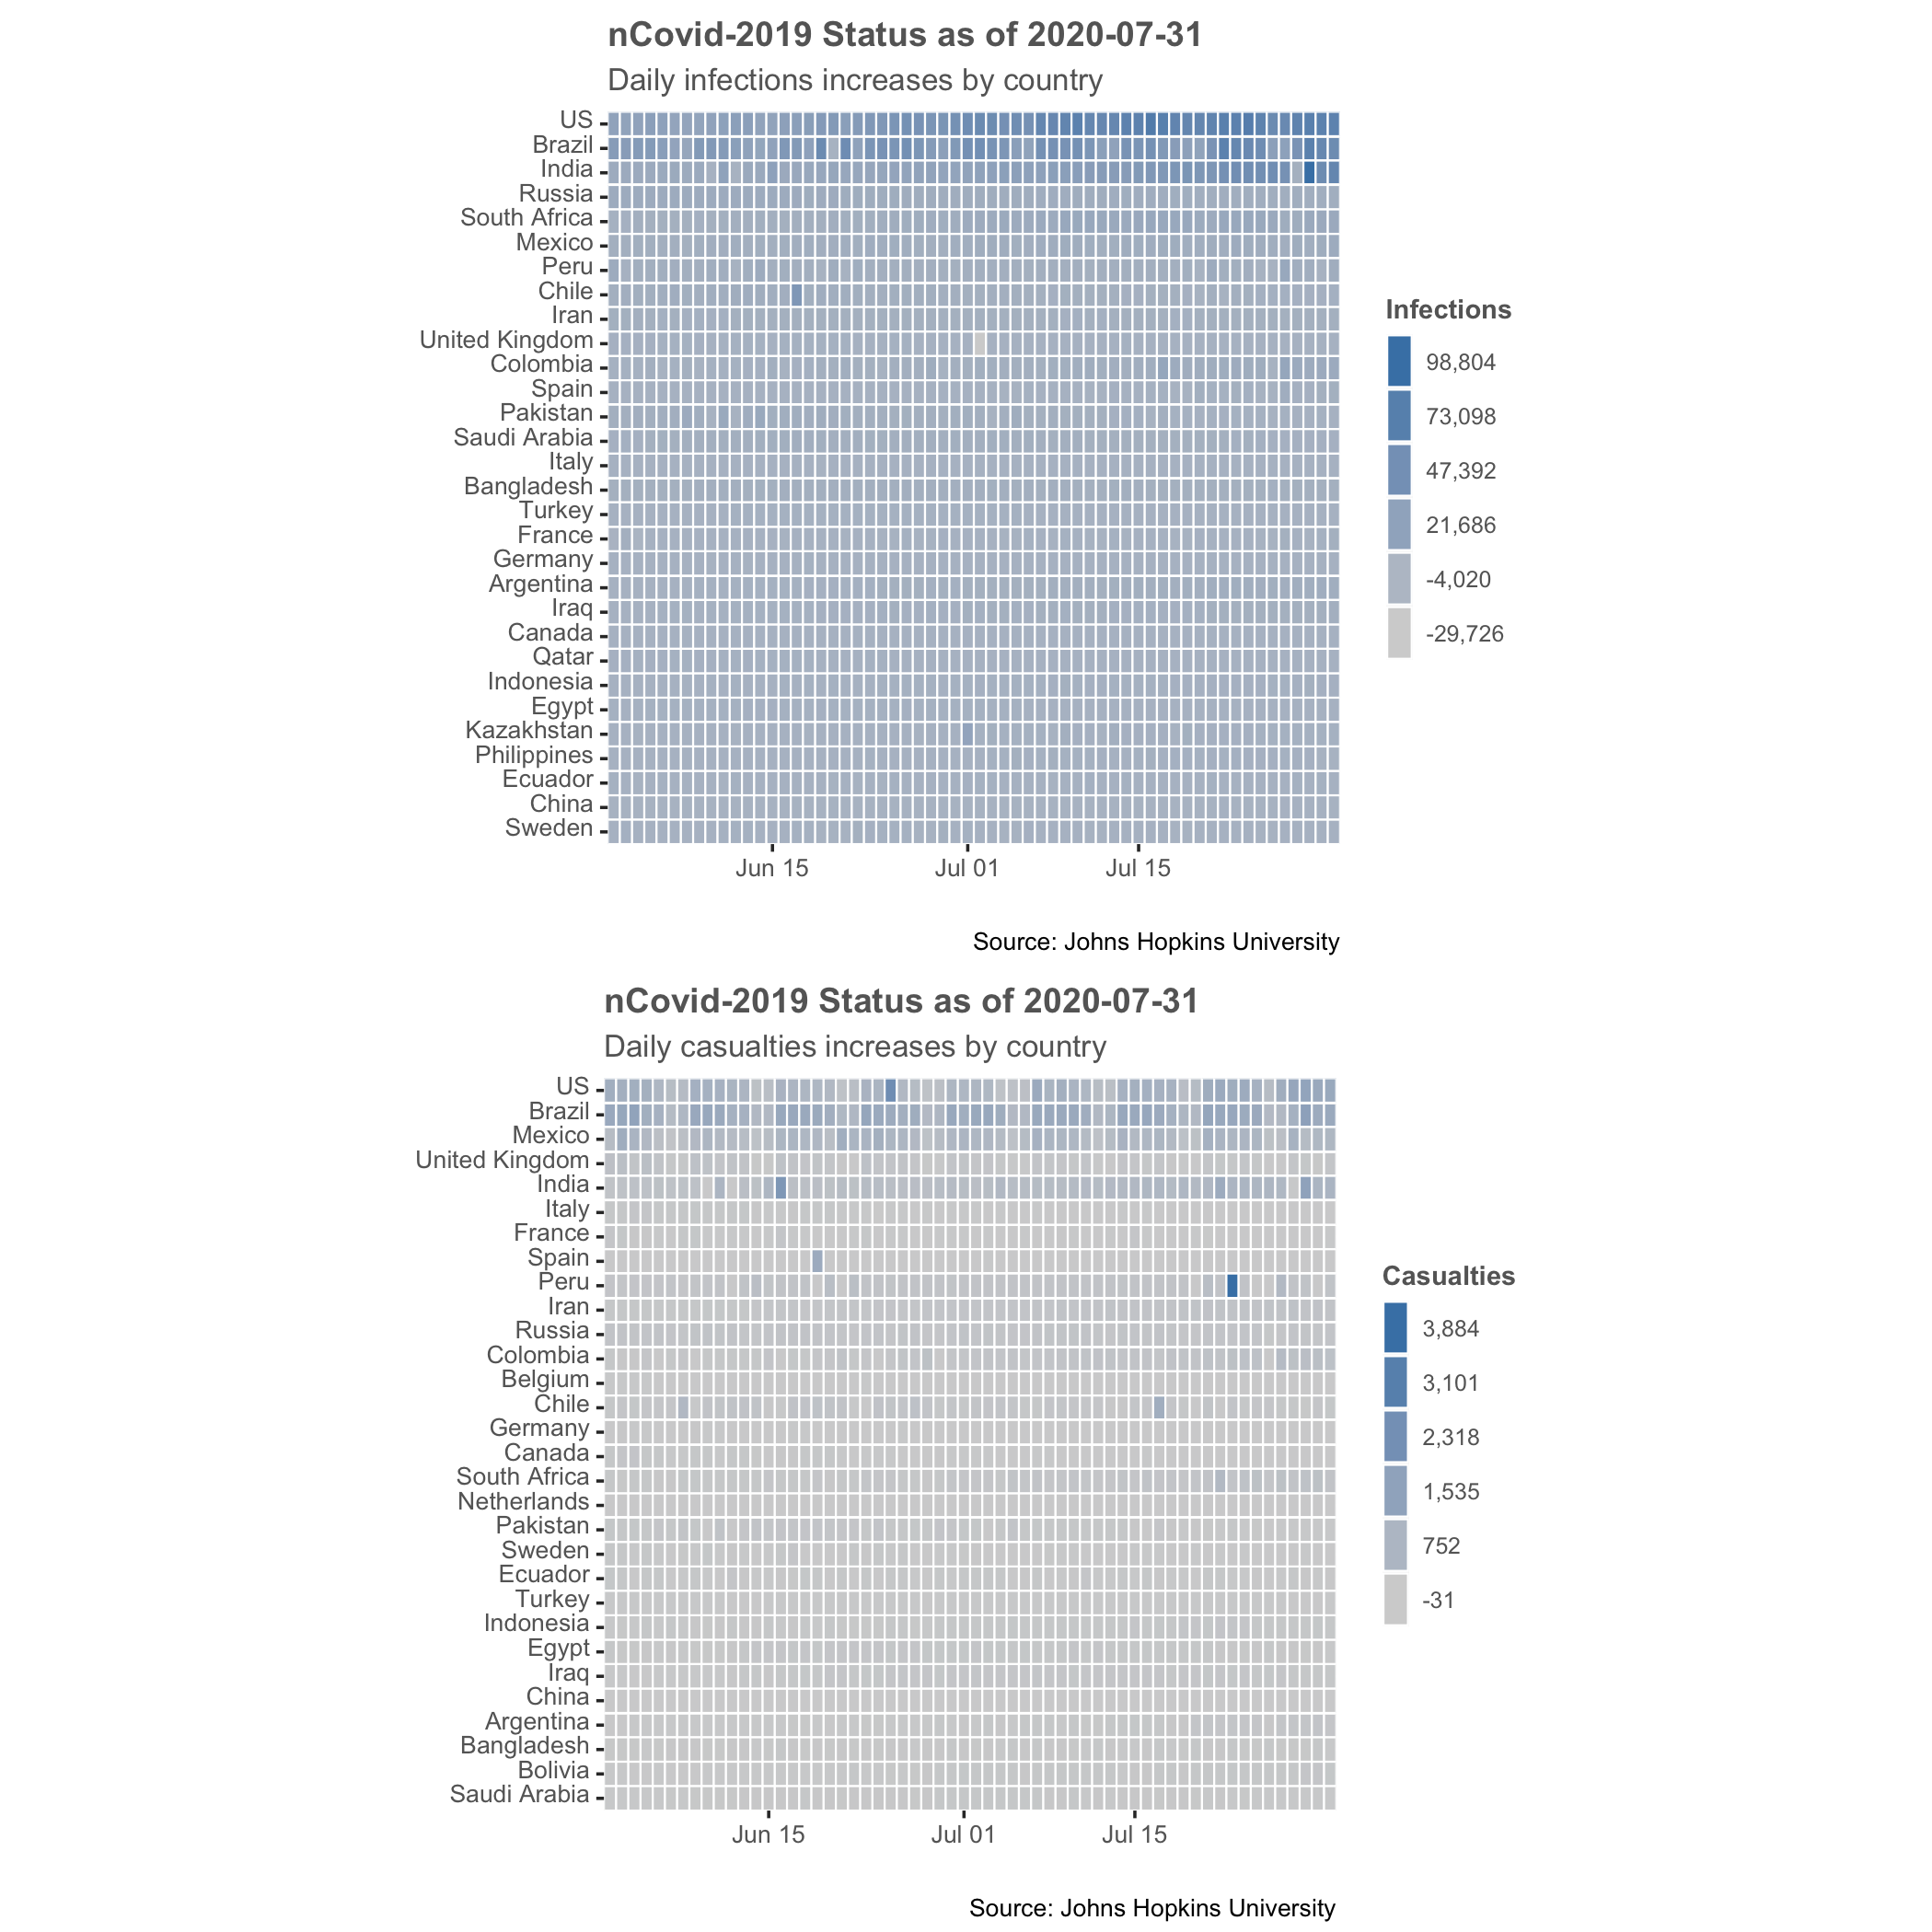 nCovid-2019 Status as of 2020-07-31
Daily infections increases by country
US
Brazil
India
Russia
South Africa
Mexico
Peru
Chile
Iran
United Kingdom
Colombia
Spain
Pakistan
Saudi Arabia
Italy
Bangladesh
Turkey
France
Germany
Argentina
Iraq
Canada
Qatar
Indonesia
Egypt
Kazakhstan
Philippines
Ecuador
China
Sweden
Jun 15
Jul 01
Jul 15
Infections
98,804
73,098
47,392
21,686
-4,020
-29,726
Source: Johns Hopkins University
nCovid-2019 Status as of 2020-07-31
Daily casualties increases by country
US
Brazil
Mexico
United Kingdom
India
Italy
France
Spain
Peru
Iran
Russia
Colombia
Belgium
Chile
Germany
Canada
South Africa
Netherlands
Pakistan
Sweden
Ecuador
Turkey
Indonesia
Egypt
Iraq
China
Argentina
Bangladesh
Bolivia
Saudi Arabia
Jun 15
Jul 01
Jul 15
Casualties
3,884
3,101
2,318
1,535
752
-31
Source: Johns Hopkins University